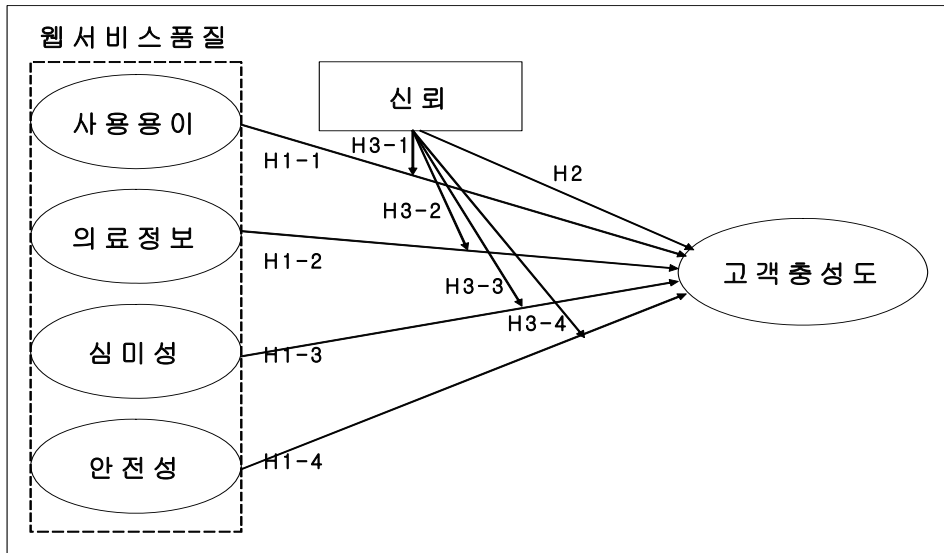 웹서비스품질
사용용이
신뢰
H3-1
H1-1
H2
H3-2
의료정보
H1-2
고객충성도
H3-3
H3-4
심미성
H1-3
안전성
H1-4